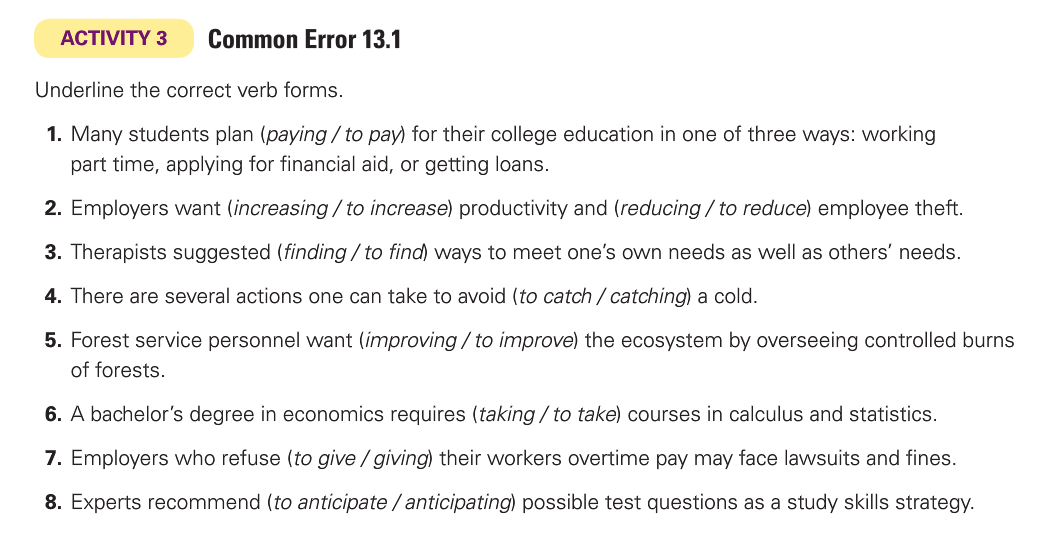 ACTIVITY 3 Common Error 13.1
Underline the correct verb forms.
1. Many students plan (paying / to pay) for their college education in one of three ways: working
part time, applying for financial aid, or getting loans.
2. Employers want (increasing / to increase) productivity and (reducing / to reduce) employee theft.
3. Therapists suggested (finding / to find) ways to meet one’s own needs as well as others’ needs.
4. There are several actions one can take to avoid (to catch / catching) a cold.
5. Forest service personnel want (improving / to improve) the ecosystem by overseeing controlled burns
of forests.
6. A bachelor’s degree in economics requires (taking / to take) courses in calculus and statistics.
7. Employers who refuse (to give / giving) their workers overtime pay may face lawsuits and fines.
8. Experts recommend (to anticipate / anticipating) possible test questions as a study skills strategy.